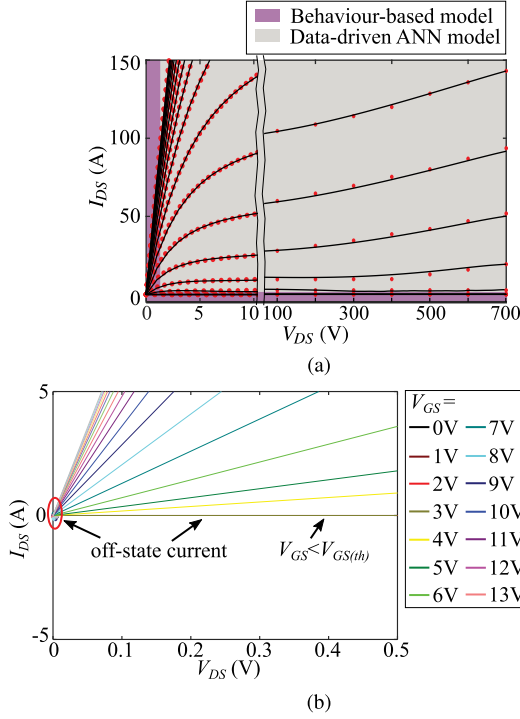 Behaviour-based model
Data-driven ANN model
150
100
50
0
I_DS (A)
0 5 10 100 200 300 400 500 600 700
V_DS (V)
(a)
5
0
-5
I_DS (A)
off-state current
V_GS<V_GS(th)
0 0.1 0.2 0.3 0.4 0.5
V_DS (V)
V_GS=
0V 7V
1V 8V
2V 9V
3V 10V
4V 11V
5V 12V
6V 13V
(b)